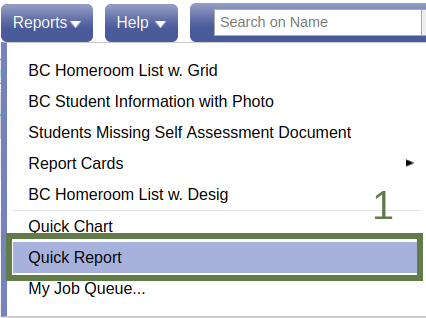 Reports Help Search on Name
BC Homeroom List w. Grid
BC Student Information with Photo
Students Missing Self Assessment Document
Report Cards
BC Homeroom List w. Desig
1
Quick Chart
Quick Report
My Job Queue...